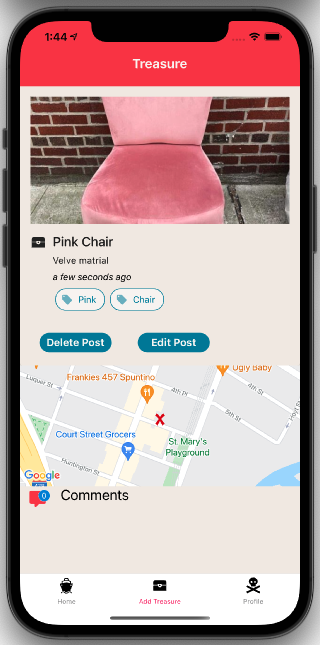 1:44
Treasure
Pink Chair
Velve matrial
a few seconds ago
Pink
Chair
Delete Post
Edit Post
Ugly Baby
Luquer St
Frankies 457 Spuntino
4th Pl
4th St
5th St
Hoyt St
Court Street Grocers
St. Mary's
Playground
Huntington St
Google
0
Comments
Home
Add Treasure
Profile